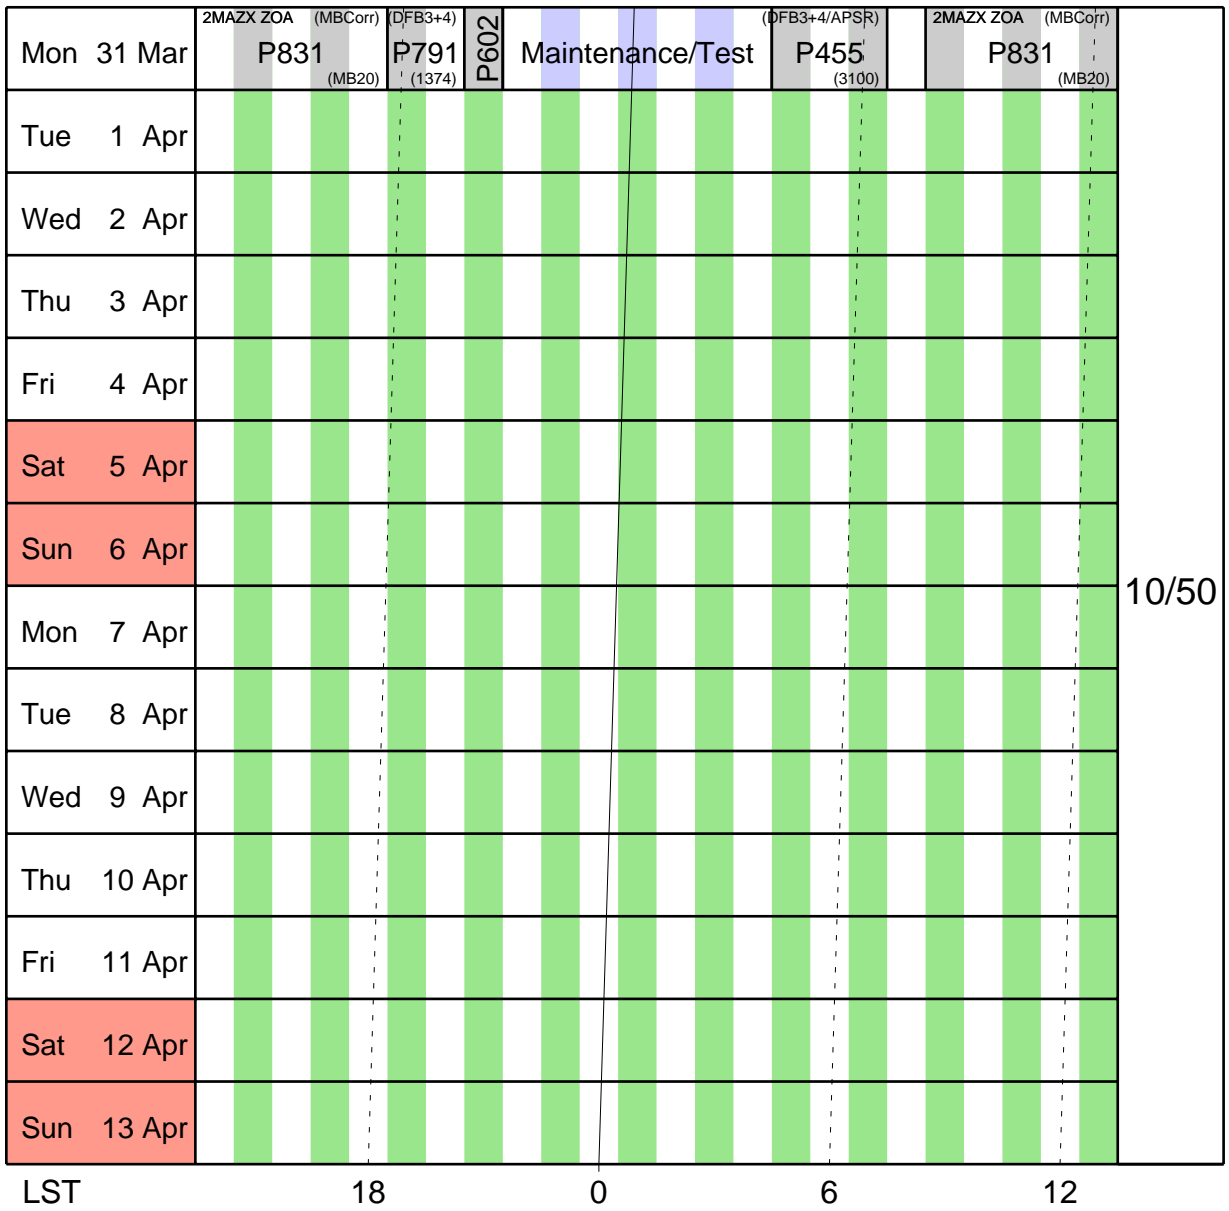 2MAZX ZOA (MBCorr) (DFB3+4) (DFB3+4/APSR) 2MAZX ZOA (MBCorr)
Mon 31 Mar P831 P791 P602 Maintenance/Test P455 P831
(MB20) (1374) (3100) (MB20)
Tue 1 Apr
Wed 2 Apr
Thu 3 Apr
Fri 4 Apr
Sat 5 Apr
Sun 6 Apr
10/50
Mon 7 Apr
Tue 8 Apr
Wed 9 Apr
Thu 10 Apr
Fri 11 Apr
Sat 12 Apr
Sun 13 Apr
LST 18 0 6 12